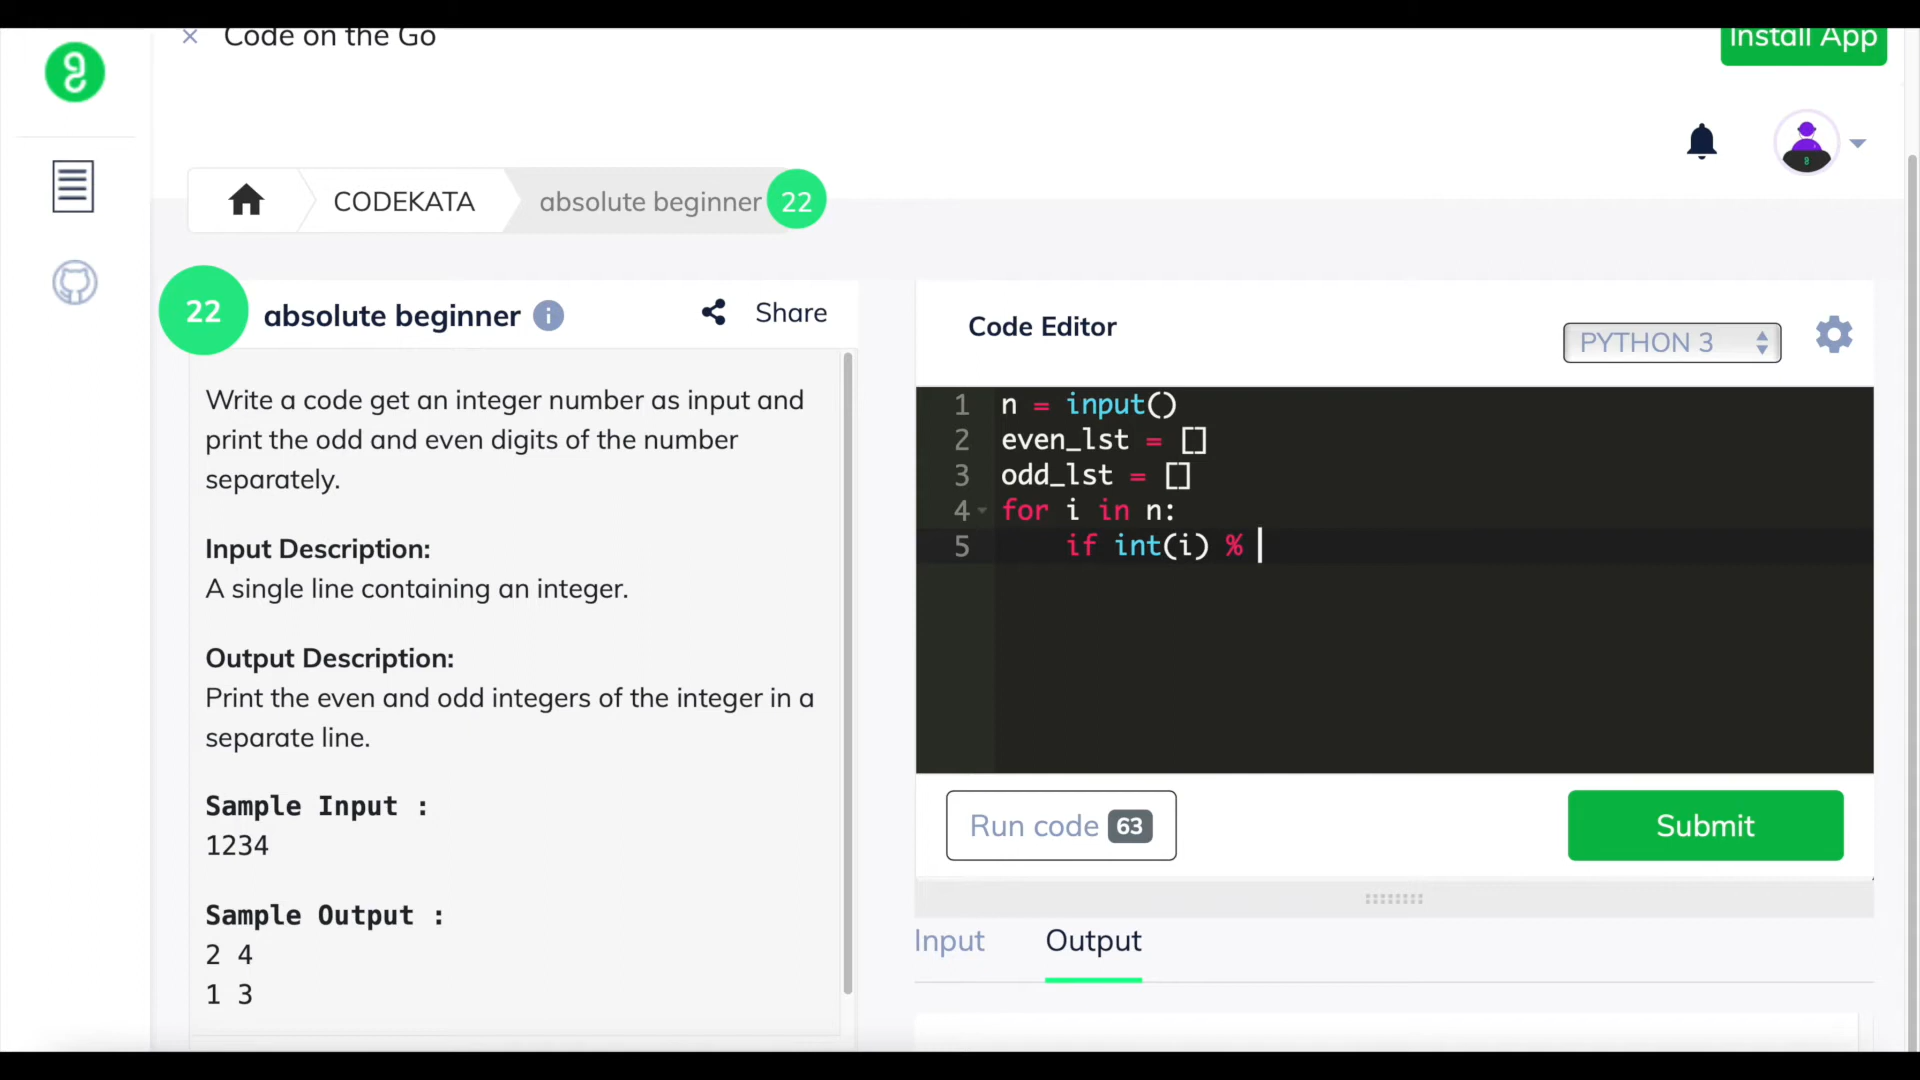 Code on the Go
Install App
CODEKATA
absolute beginner 22
22 absolute beginner
Share
Write a code get an integer number as input and
print the odd and even digits of the number
separately.
Input Description:
A single line containing an integer.
Output Description:
Print the even and odd integers of the integer in a
separate line.
Sample Input :
1234
Sample Output :
2 4
1 3
Code Editor
PYTHON 3
1 n = input()
2 even_lst = []
3 odd_lst = []
4 for i in n:
5 if int(i) %
Run code 63
Submit
Input
Output